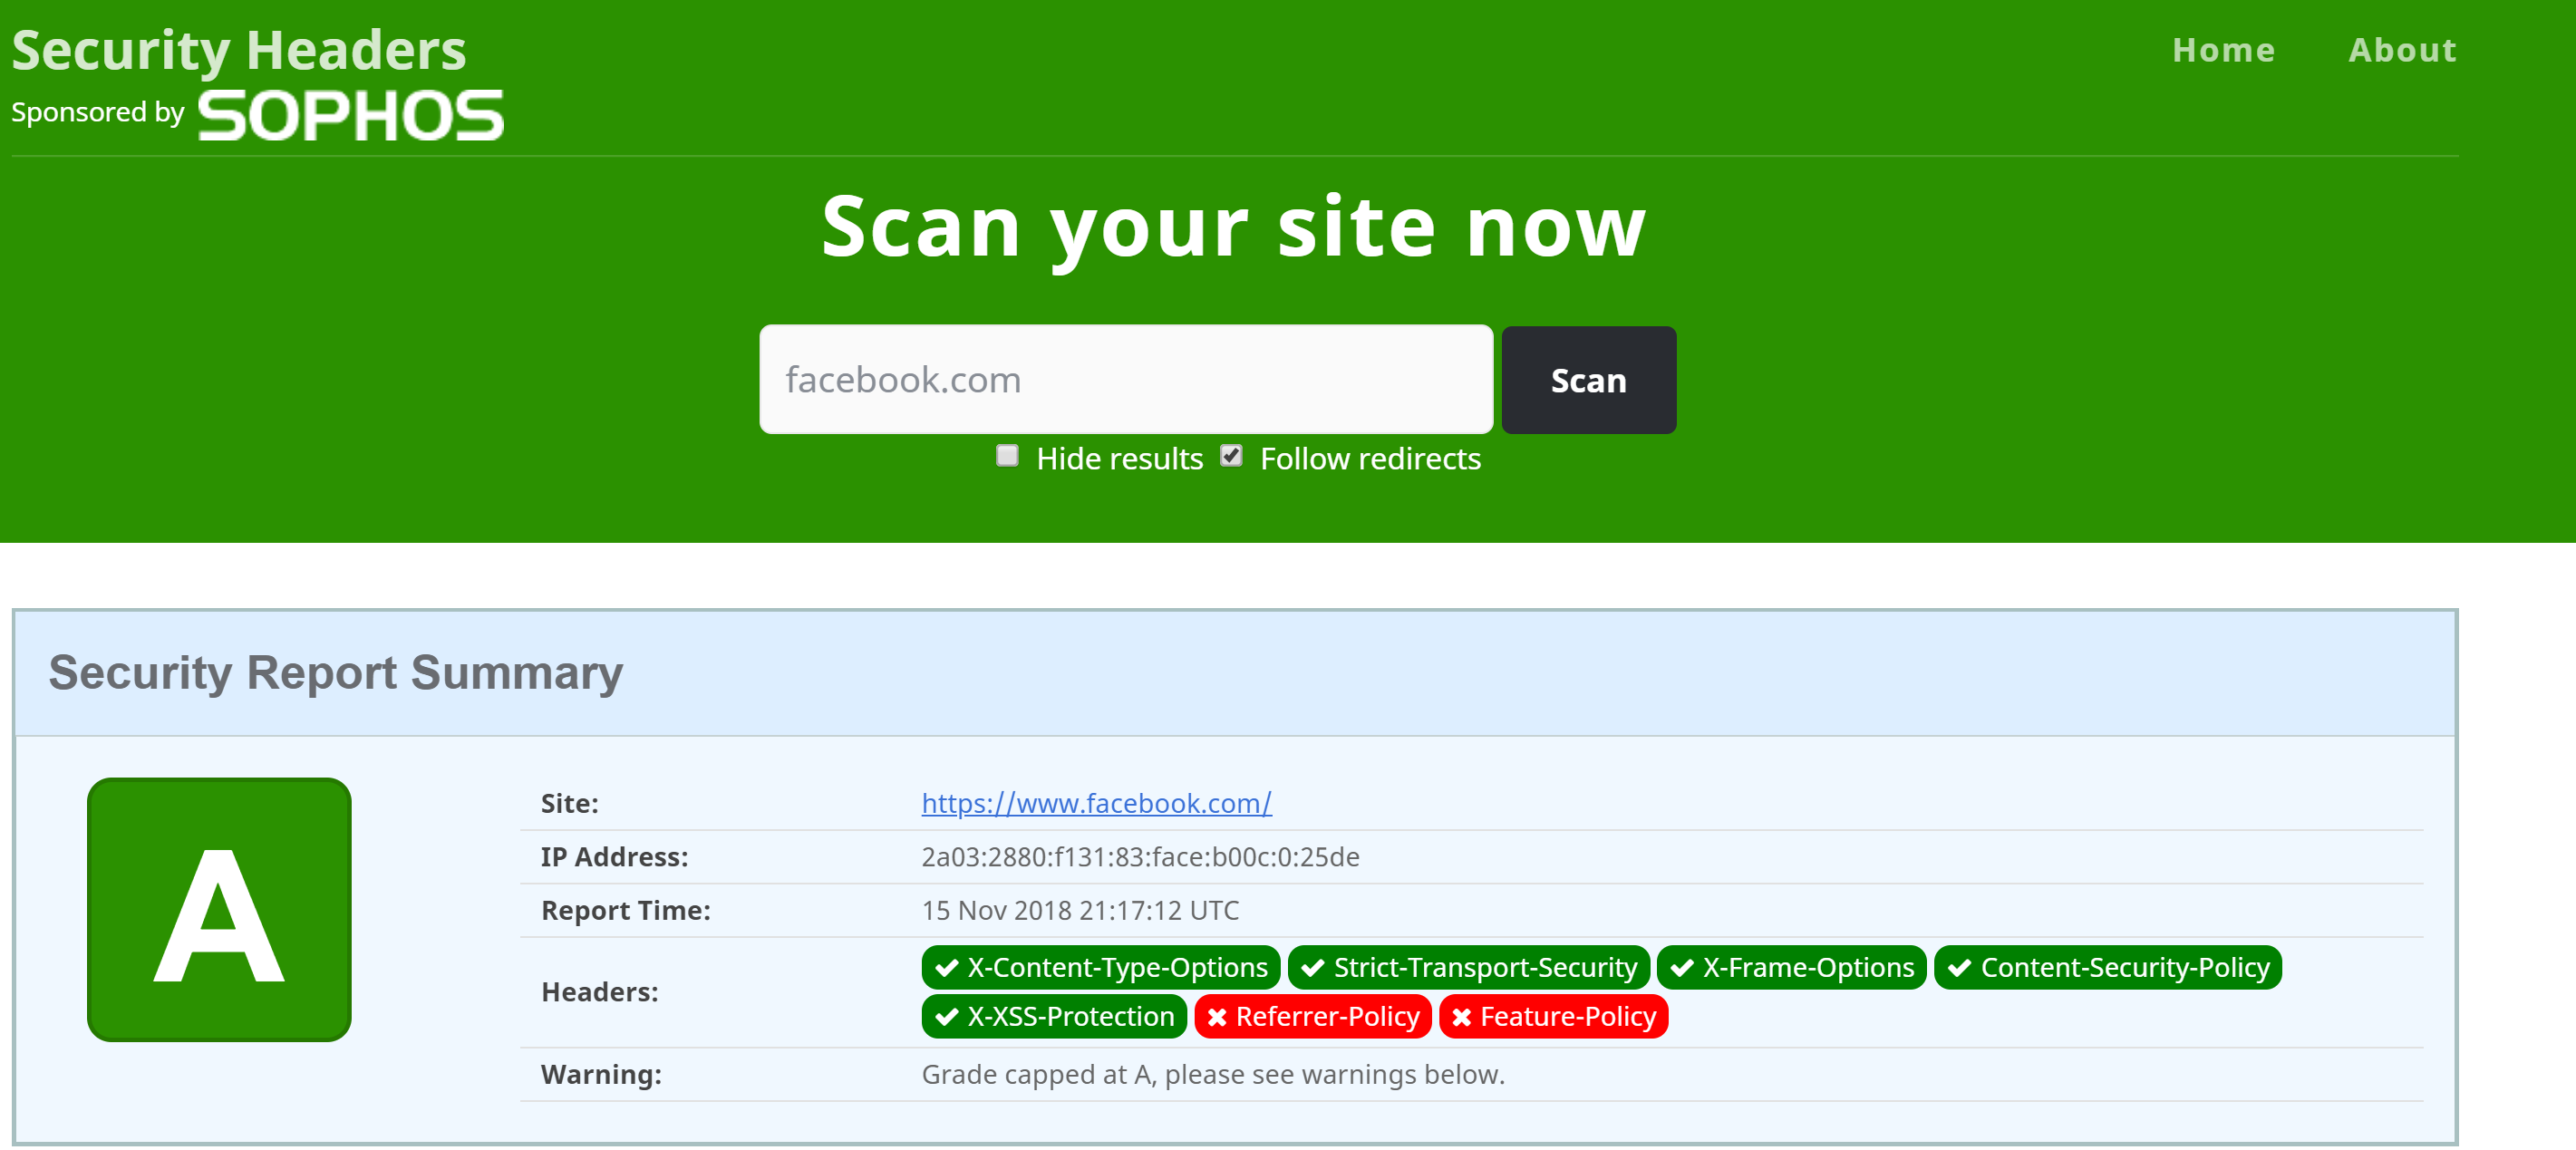 Security Headers
Home
About
Sponsored by SOPHOS
Scan your site now
facebook.com
Scan
Hide results
Follow redirects
Security Report Summary
A
Site: https://www.facebook.com/
IP Address: 2a03:2880:f131:83:face:b00c:0:25de
Report Time: 15 Nov 2018 21:17:12 UTC
Headers: X-Content-Type-Options Strict-Transport-Security X-Frame-Options Content-Security-Policy
X-XSS-Protection Referrer-Policy Feature-Policy
Warning: Grade capped at A, please see warnings below.